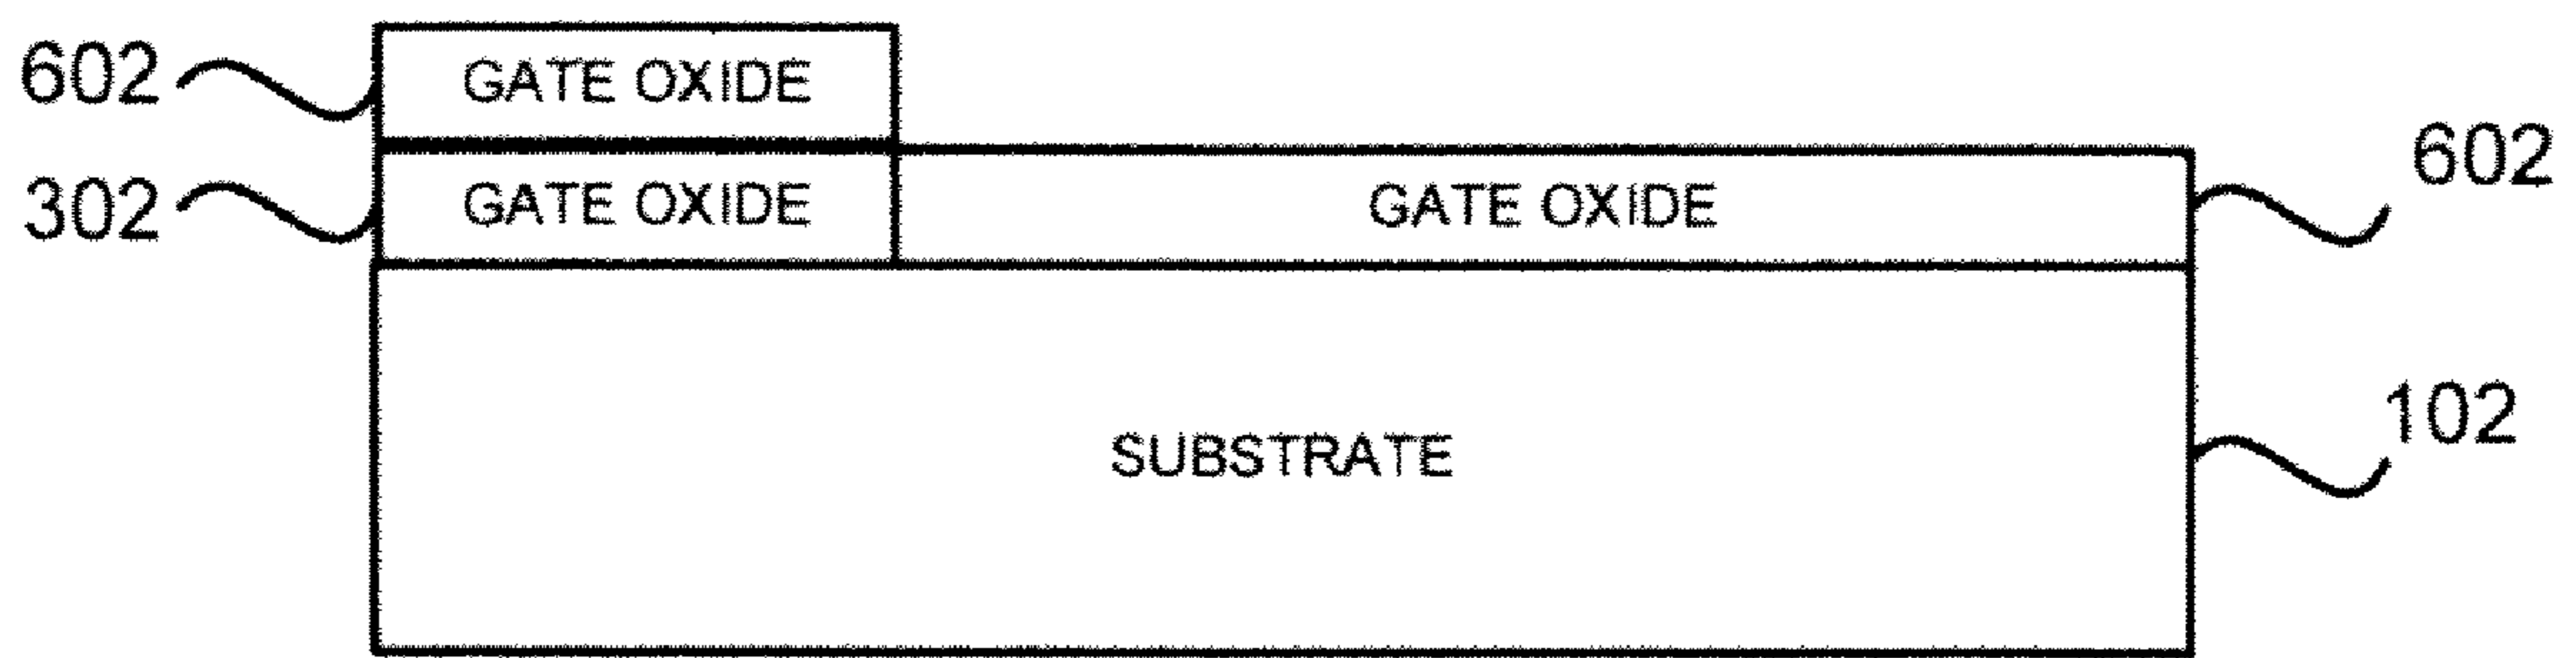 602 GATE OXIDE
302 GATE OXIDE GATE OXIDE 602
SUBSTRATE 102